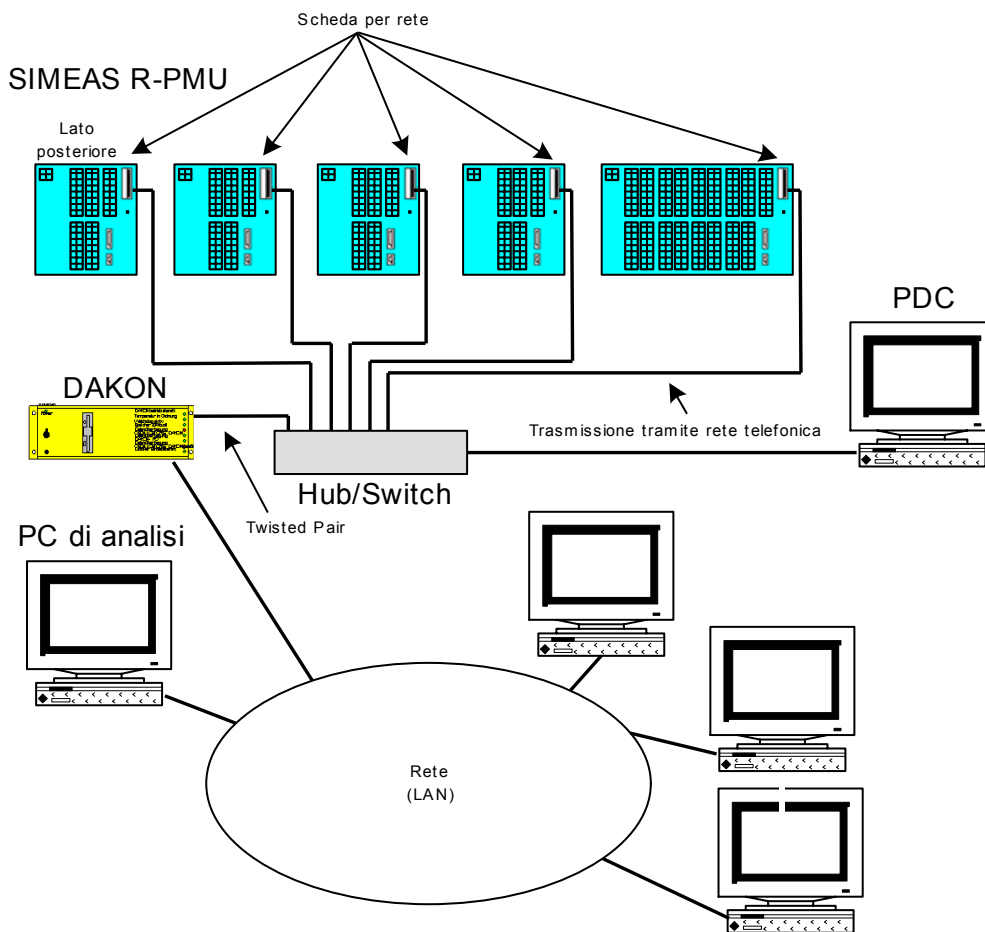 Scheda per rete
SIMEAS R-PMU
Lato
posteriore
PDC
DAKON
Trasmissione tramite rete telefonica
Hub/Switch
Twisted Pair
PC di analisi
Rete
(LAN)